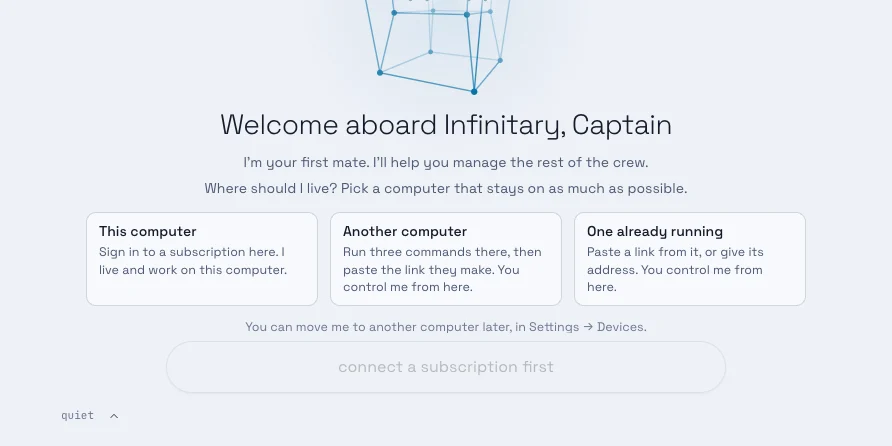 Welcome aboard Infinitary, Captain
I'm your first mate. I'll help you manage the rest of the crew.
Where should I live? Pick a computer that stays on as much as possible.
This computer
Sign in to a subscription here. I
live and work on this computer.
Another computer
Run three commands there, then
paste the link they make. You
control me from here.
One already running
Paste a link from it, or give its
address. You control me from
here.
You can move me to another computer later, in Settings → Devices.
connect a subscription first
quiet